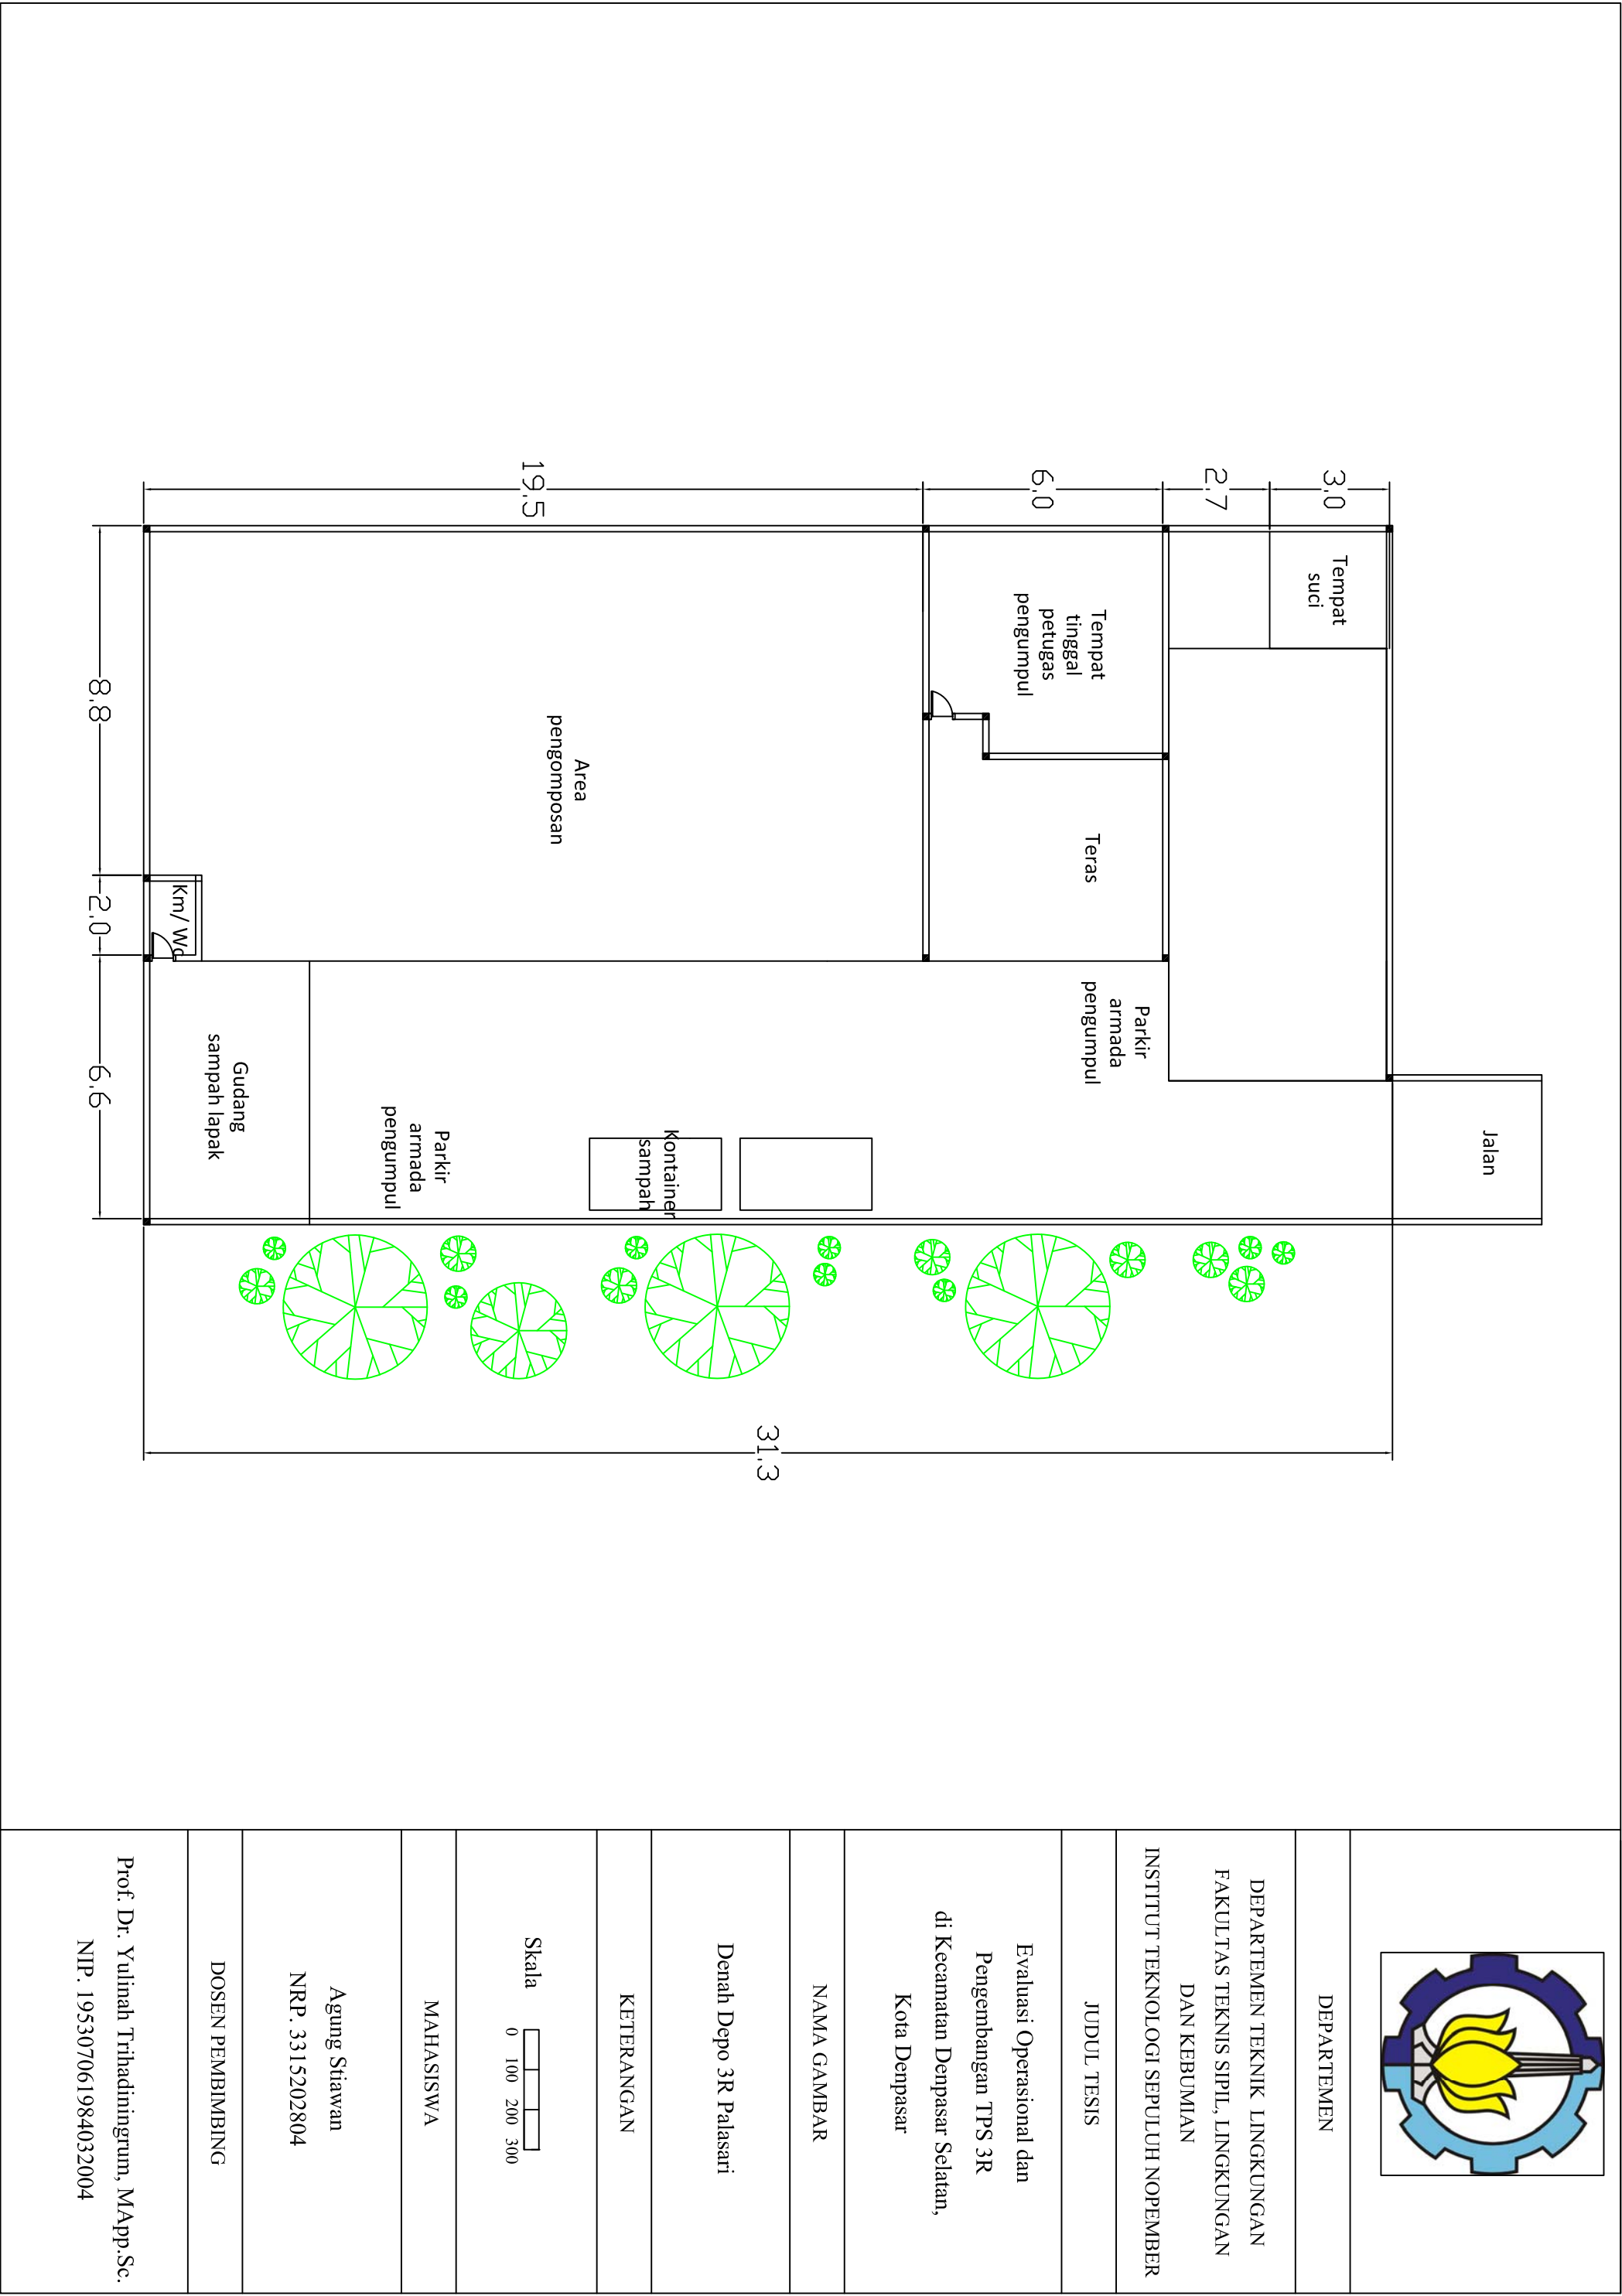 Tempat
suci
Tempat
tinggal
petugas
pengumpul
Teras
Area
pengomposan
Km/ Wc
Gudang
sampah lapak
Parkir
armada
pengumpul
Parkir
armada
pengumpul
Kontainer
sampah
Jalan
3,0
2,7
6,0
19,5
8,8
2,0
6,6
31,3
DEPARTEMEN
DEPARTEMEN TEKNIK LINGKUNGAN
FAKULTAS TEKNIS SIPIL, LINGKUNGAN
DAN KEBUMIAN
INSTITUT TEKNOLOGI SEPULUH NOPEMBER
JUDUL TESIS
Evaluasi Operasional dan
Pengembangan TPS 3R
di Kecamatan Denpasar Selatan,
Kota Denpasar
NAMA GAMBAR
Denah Depo 3R Palasari
KETERANGAN
Skala
0 100 200 300
MAHASISWA
Agung Stiawan
NRP. 3315202804
DOSEN PEMBIMBING
Prof. Dr. Yulinah Trihadiningrum, MApp.Sc.
NIP. 195307061984032004